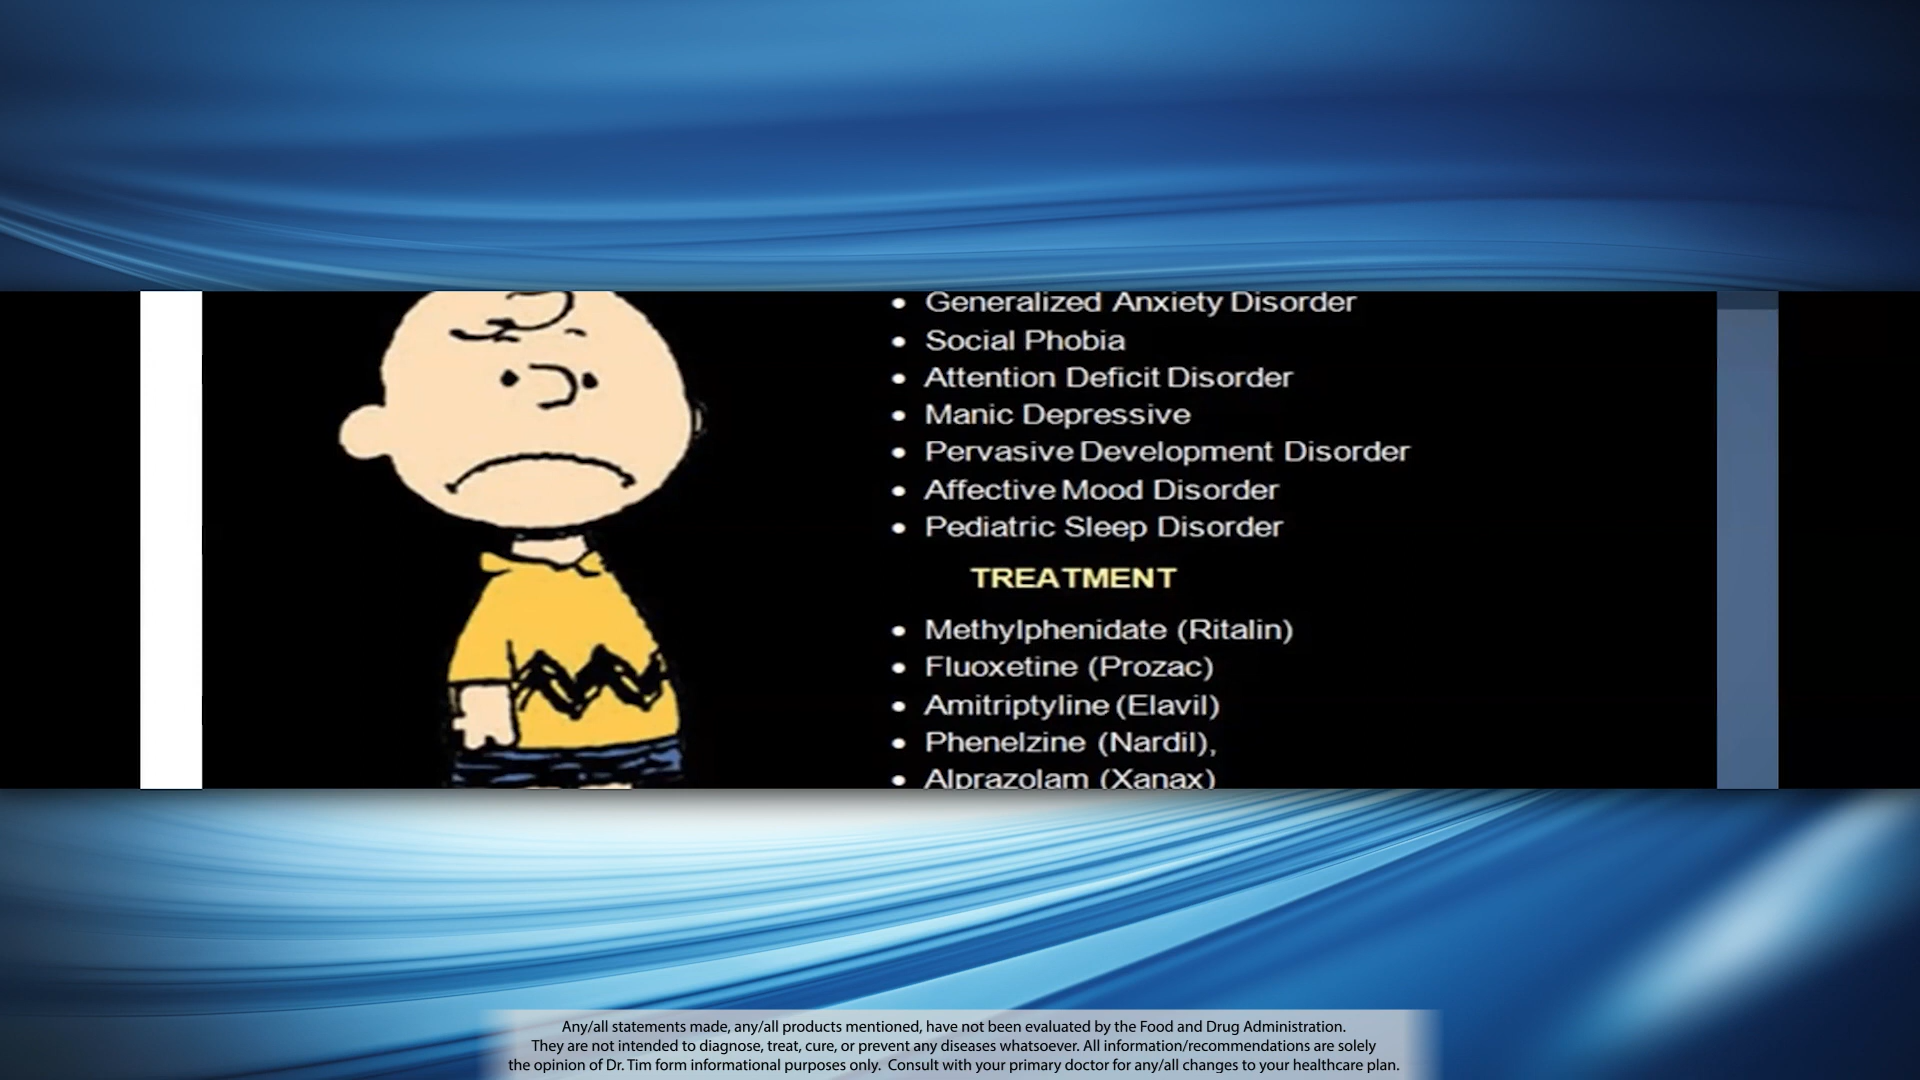 • Generalized Anxiety Disorder
• Social Phobia
• Attention Deficit Disorder
• Manic Depressive
• Pervasive Development Disorder
• Affective Mood Disorder
• Pediatric Sleep Disorder
TREATMENT
• Methylphenidate (Ritalin)
• Fluoxetine (Prozac)
• Amitriptyline (Elavil)
• Phenelzine (Nardil),
• Alprazolam (Xanax)
Any/all statements made, any/all products mentioned, have not been evaluated by the Food and Drug Administration.
They are not intended to diagnose, treat, cure, or prevent any diseases whatsoever. All information/recommendations are solely
the opinion of Dr. Tim form informational purposes only. Consult with your primary doctor for any/all changes to your healthcare plan.